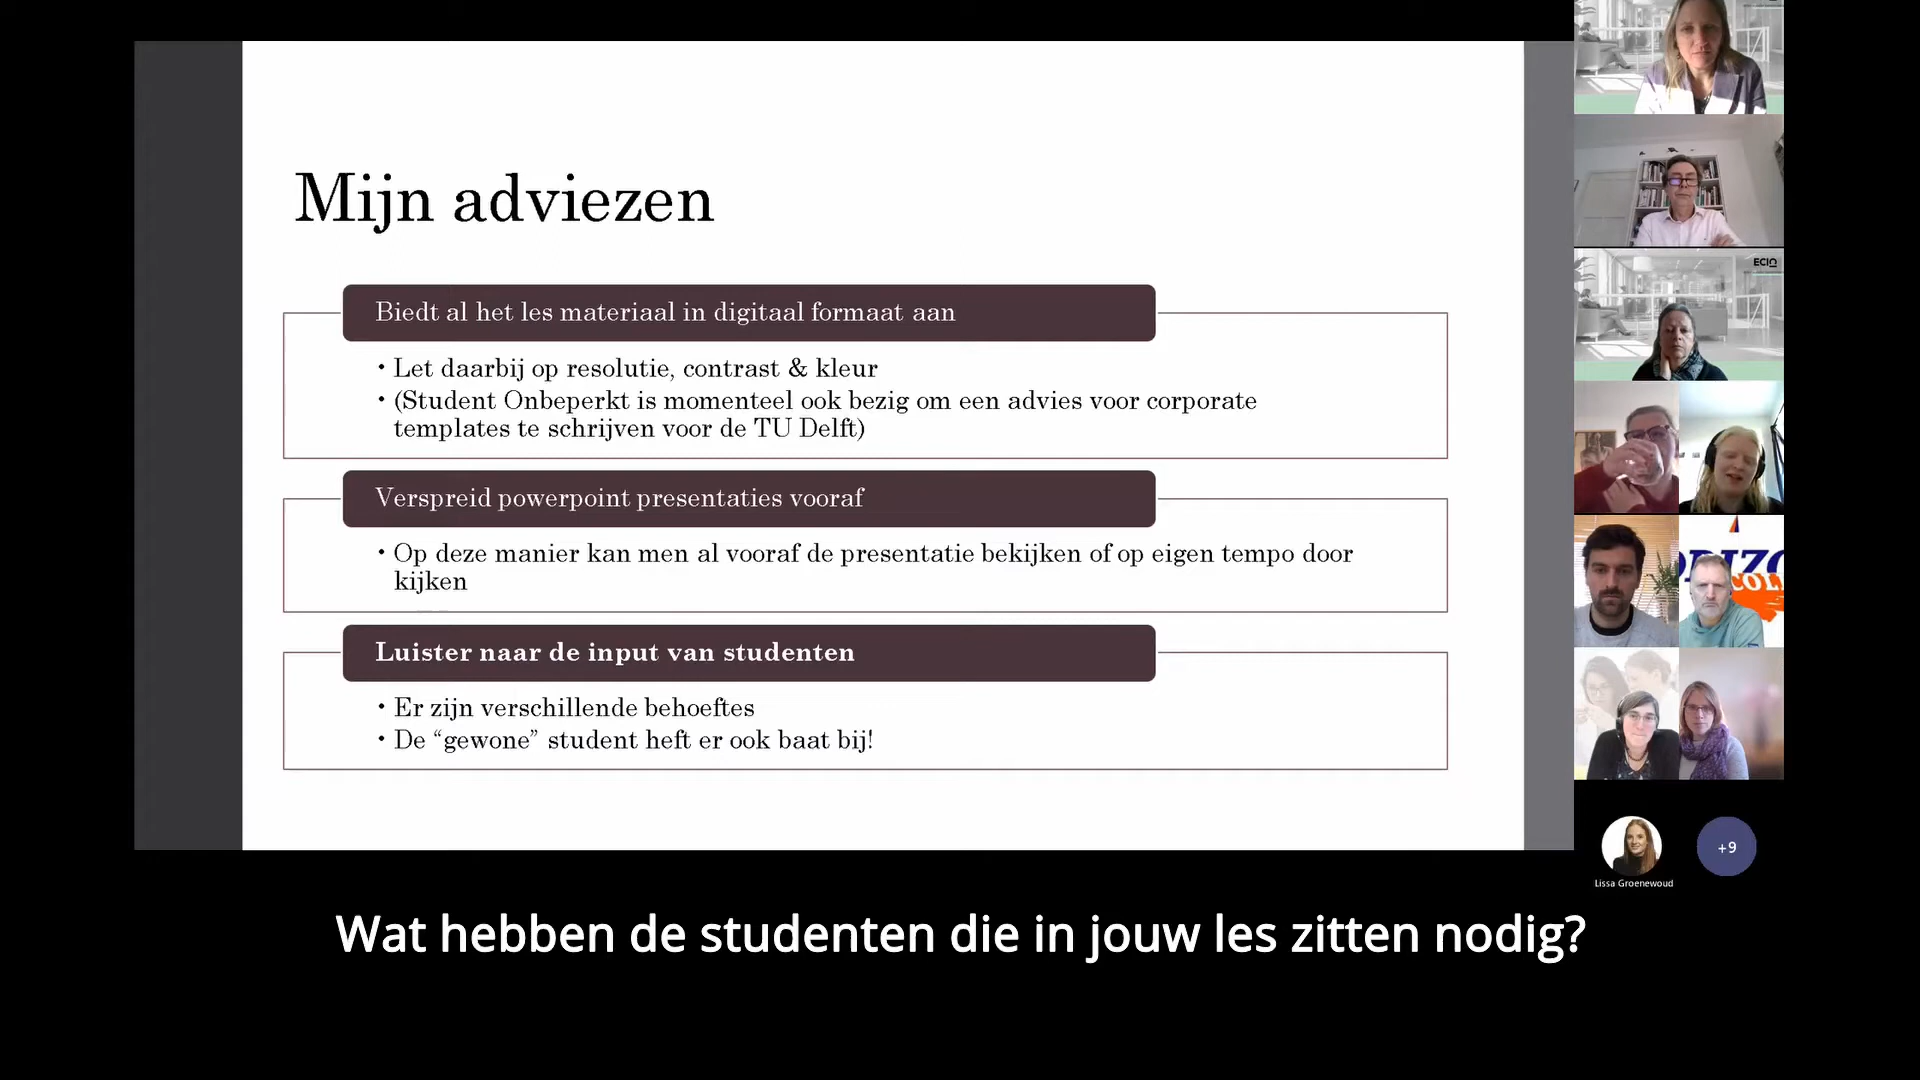 Mijn adviezen
Biedt al het les materiaal in digitaal formaat aan
• Let daarbij op resolutie, contrast & kleur
• (Student Onbeperkt is momenteel ook bezig om een advies voor corporate
templates te schrijven voor de TU Delft)
Verspreid powerpoint presentaties vooraf
• Op deze manier kan men al vooraf de presentatie bekijken of op eigen tempo door
kijken
Luister naar de input van studenten
• Er zijn verschillende behoeftes
• De “gewone” student heft er ook baat bij!
ECIO
+9
Lissa Groenewoud
Wat hebben de studenten die in jouw les zitten nodig?